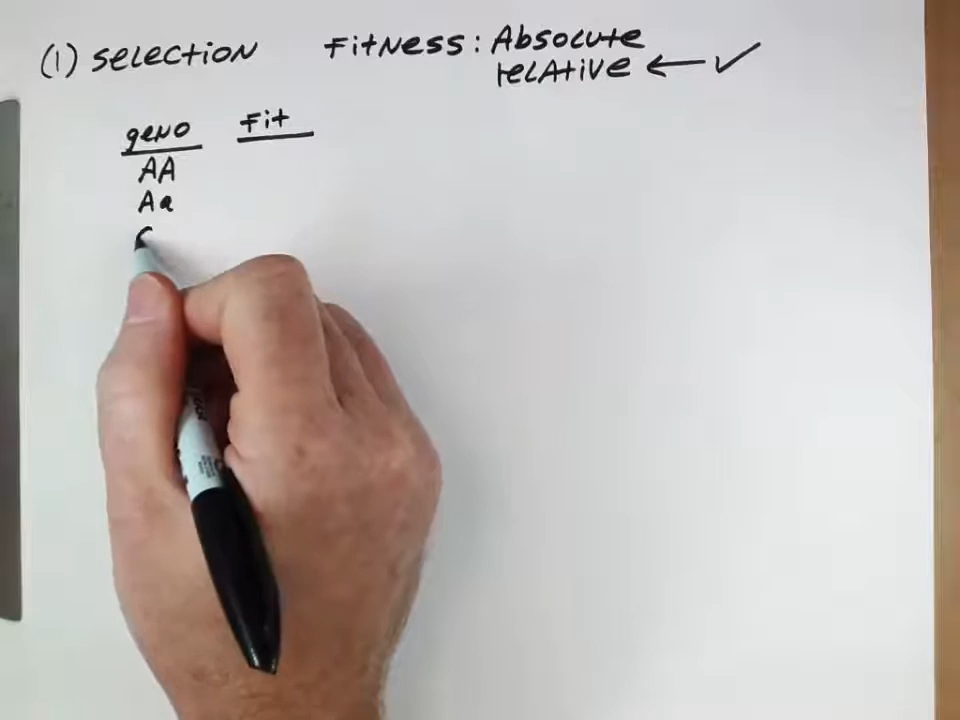 (1) Selection Fitness: Absolute
relative ← ✓
geno Fit
AA
Aa